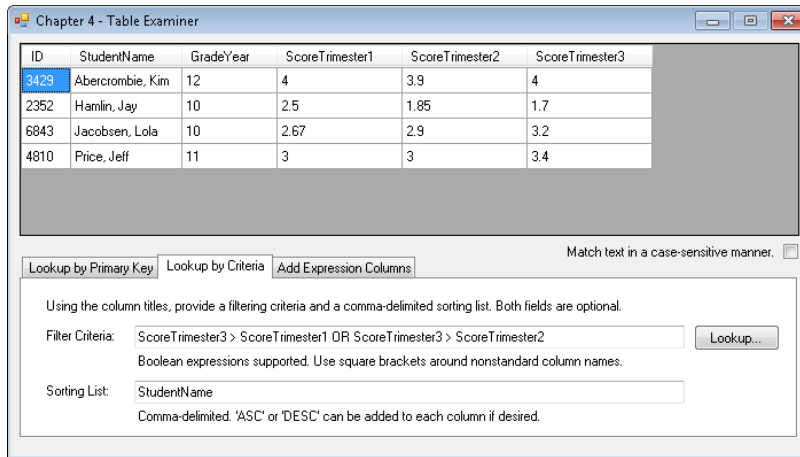 Chapter 4 - Table Examiner
ID StudentName GradeYear ScoreTrimester1 ScoreTrimester2 ScoreTrimester3
3429 Abercrombie, Kim 12 4 3.9 4
2352 Hamlin, Jay 10 2.5 1.85 1.7
6843 Jacobsen, Lola 10 2.67 2.9 3.2
4810 Price, Jeff 11 3 3 3.4
Match text in a case-sensitive manner.
Lookup by Primary Key Lookup by Criteria Add Expression Columns
Using the column titles, provide a filtering criteria and a comma-delimited sorting list. Both fields are optional.
Filter Criteria: ScoreTrimester3 > ScoreTrimester1 OR ScoreTrimester3 > ScoreTrimester2 Lookup...
Boolean expressions supported. Use square brackets around nonstandard column names.
Sorting List: StudentName
Comma-delimited. 'ASC' or 'DESC' can be added to each column if desired.